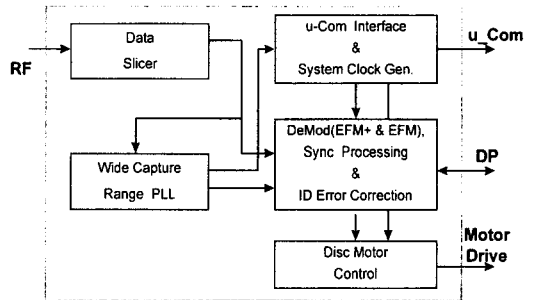 RF
Data
Slicer
u-Com Interface
&
System Clock Gen.
u_Com
Wide Capture
Range PLL
DeMod(EFM+ & EFM),
Sync Processing
&
ID Error Correction
DP
Disc Motor
Control
Motor
Drive